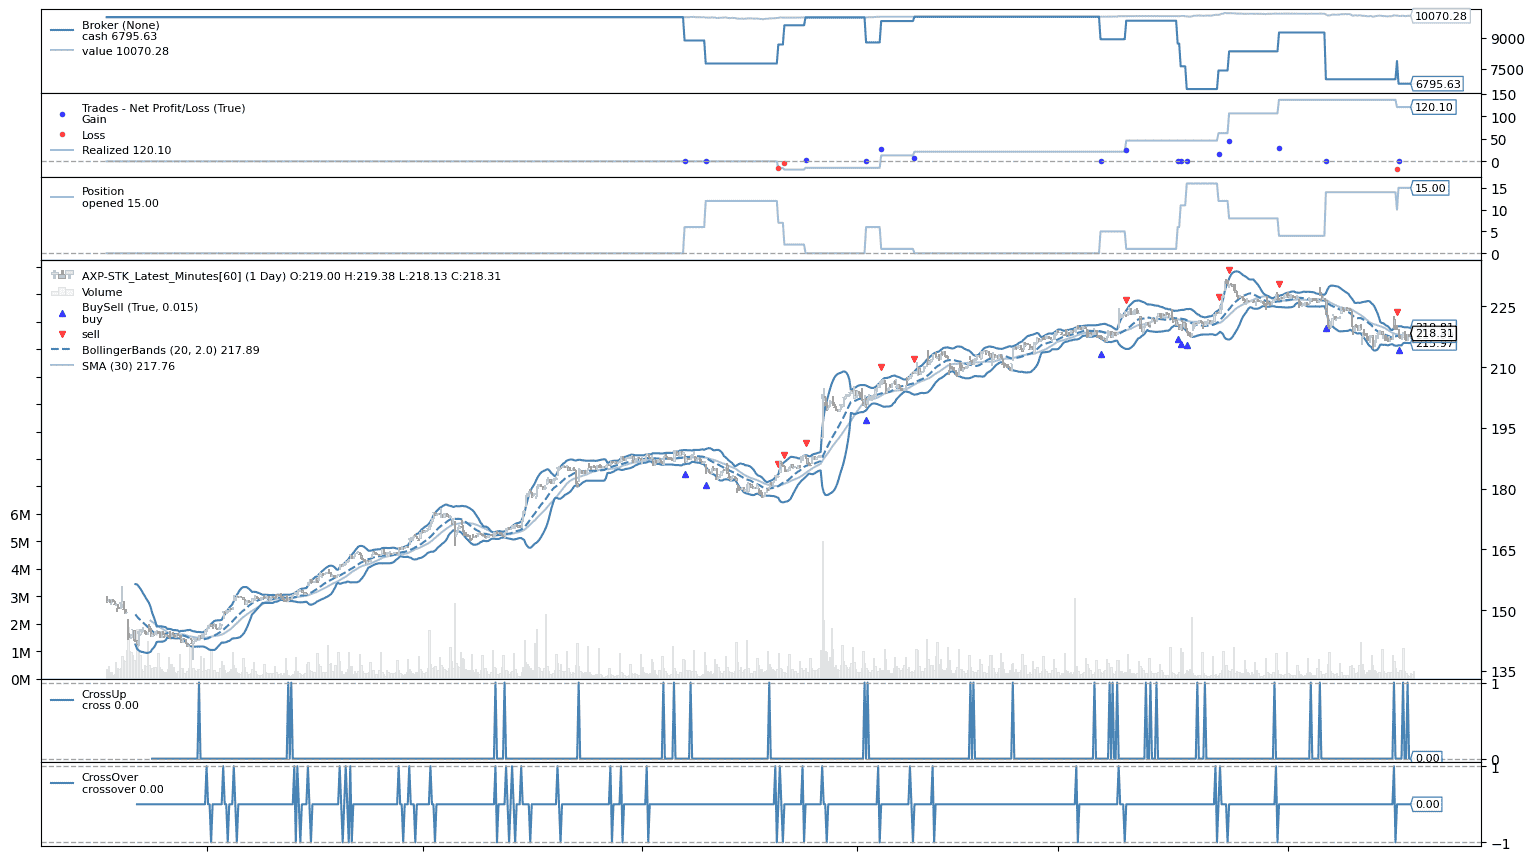 Broker (None)
cash 6795.63
value 10070.28
10070.28
9000
7500
6795.63
Trades - Net Profit/Loss (True)
Gain
Loss
Realized 120.10
150
120.10
100
50
0
Position
opened 15.00
15.00
15
10
5
0
AXP-STK_Latest_Minutes[60] (1 Day) O:219.00 H:219.38 L:218.13 C:218.31
Volume
BuySell (True, 0.015)
buy
sell
BollingerBands (20, 2.0) 217.89
SMA (30) 217.76
225
218.31
210
195
180
165
150
135
6M
5M
4M
3M
2M
1M
0M
CrossUp
cross 0.00
1
0.00
0
CrossOver
crossover 0.00
1
0.00
−1